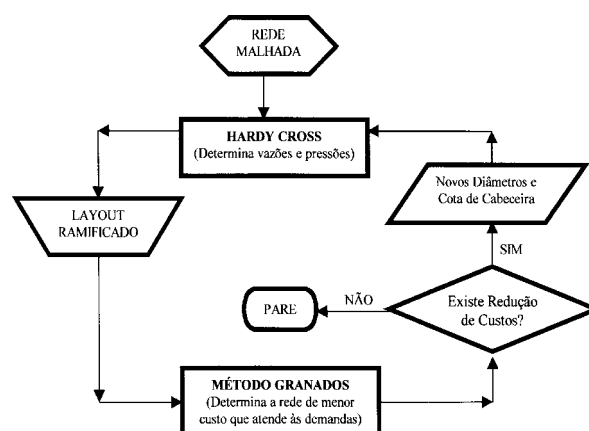 REDE
MALHADA
HARDY CROSS
(Determina vazões e pressões)
LAYOUT
RAMIFICADO
Novos Diâmetros e
Cota de Cabeceira
SIM
Existe Redução
de Custos?
NÃO
PARE
MÉTODO GRANADOS
(Determina a rede de menor
custo que atende às demandas)